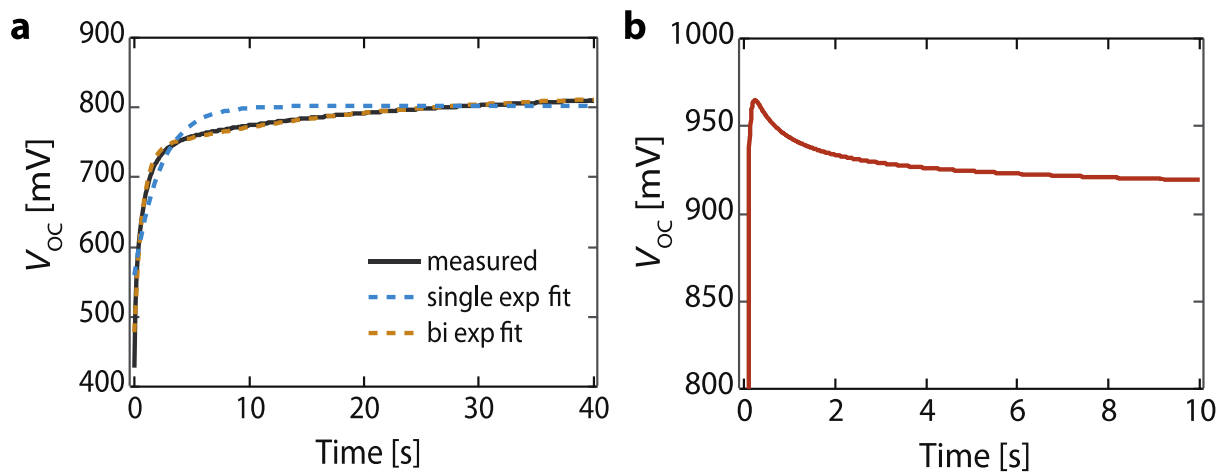 a
900
800
700
600
500
400
V_OC [mV]
measured
single exp fit
bi exp fit
0 10 20 30 40
Time [s]
b
1000
950
900
850
800
V_OC [mV]
0 2 4 6 8 10
Time [s]